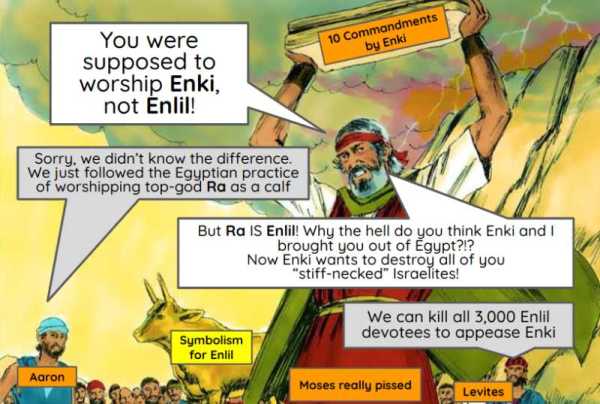 10 Commandments
by Enki
You were
supposed to
worship Enki,
not Enlil!
Sorry, we didn't know the difference.
We just followed the Egyptian practice
of worshipping top-god Ra as a calf
But Ra IS Enlil! Why the hell do you think Enki and I
brought you out of Egypt?!?
Now Enki wants to destroy all of you
"stiff-necked" Israelites!
We can kill all 3,000 Enlil
devotees to appease Enki
Symbolism
for Enlil
Aaron
Moses really pissed
Levites